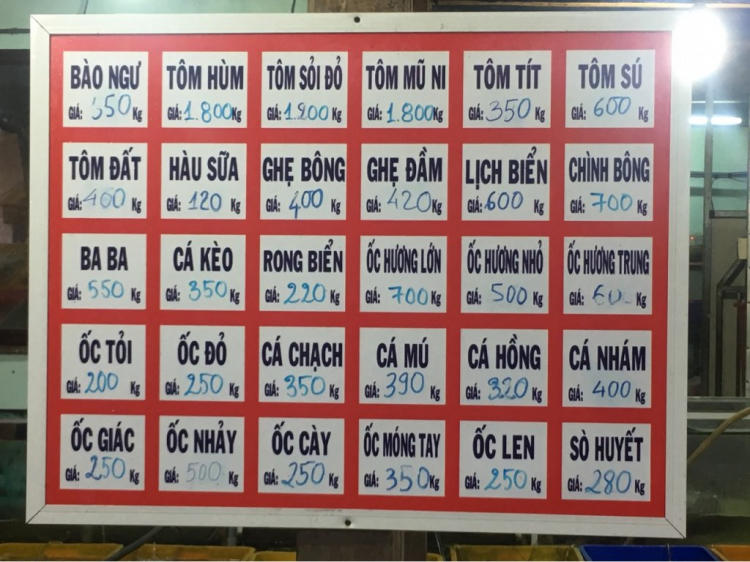 BÀO NGƯ
GIÁ: 550 Kg
TÔM HÙM
GIÁ: 1.800 Kg
TÔM SỎI ĐỎ
GIÁ: 1.200 Kg
TÔM MŨ NI
GIÁ: 1.800 Kg
TÔM TÍT
GIÁ: 350 Kg
TÔM SÚ
GIÁ: 600 Kg
TÔM ĐẤT
GIÁ: 460 Kg
HÀU SỮA
GIÁ: 120 Kg
GHẸ BÔNG
GIÁ: 400 Kg
GHẸ ĐẦM
GIÁ: 420 Kg
LỊCH BIỂN
GIÁ: 600 Kg
CHÌNH BÔNG
GIÁ: 700 Kg
BA BA
GIÁ: 550 Kg
CÁ KÈO
GIÁ: 350 Kg
RONG BIỂN
GIÁ: 220 Kg
ỐC HƯƠNG LỚN
GIÁ: 700 Kg
ỐC HƯƠNG NHỎ
GIÁ: 500 Kg
ỐC HƯƠNG TRUNG
GIÁ: Kg
ỐC TỎI
GIÁ: 200 Kg
ỐC ĐỎ
GIÁ: 250 Kg
CÁ CHẠCH
GIÁ: 350 Kg
CÁ MÚ
GIÁ: 390 Kg
CÁ HỒNG
GIÁ: 320 Kg
CÁ NHÁM
GIÁ: 400 Kg
ỐC GIÁC
GIÁ: 250 Kg
ỐC NHẢY
GIÁ: 500 Kg
ỐC CÀY
GIÁ: 250 Kg
ỐC MÓNG TAY
GIÁ: 350 Kg
ỐC LEN
GIÁ: 250 Kg
SÒ HUYẾT
GIÁ: 280 Kg